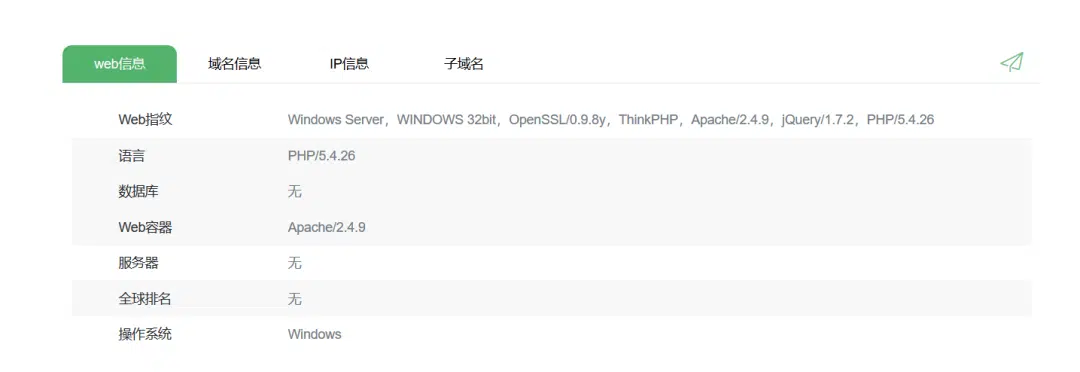 web信息 域名信息 IP信息 子域名
Web指纹 Windows Server，WINDOWS 32bit，OpenSSL/0.9.8y，ThinkPHP，Apache/2.4.9，jQuery/1.7.2，PHP/5.4.26
语言 PHP/5.4.26
数据库 无
Web容器 Apache/2.4.9
服务器 无
全球排名 无
操作系统 Windows